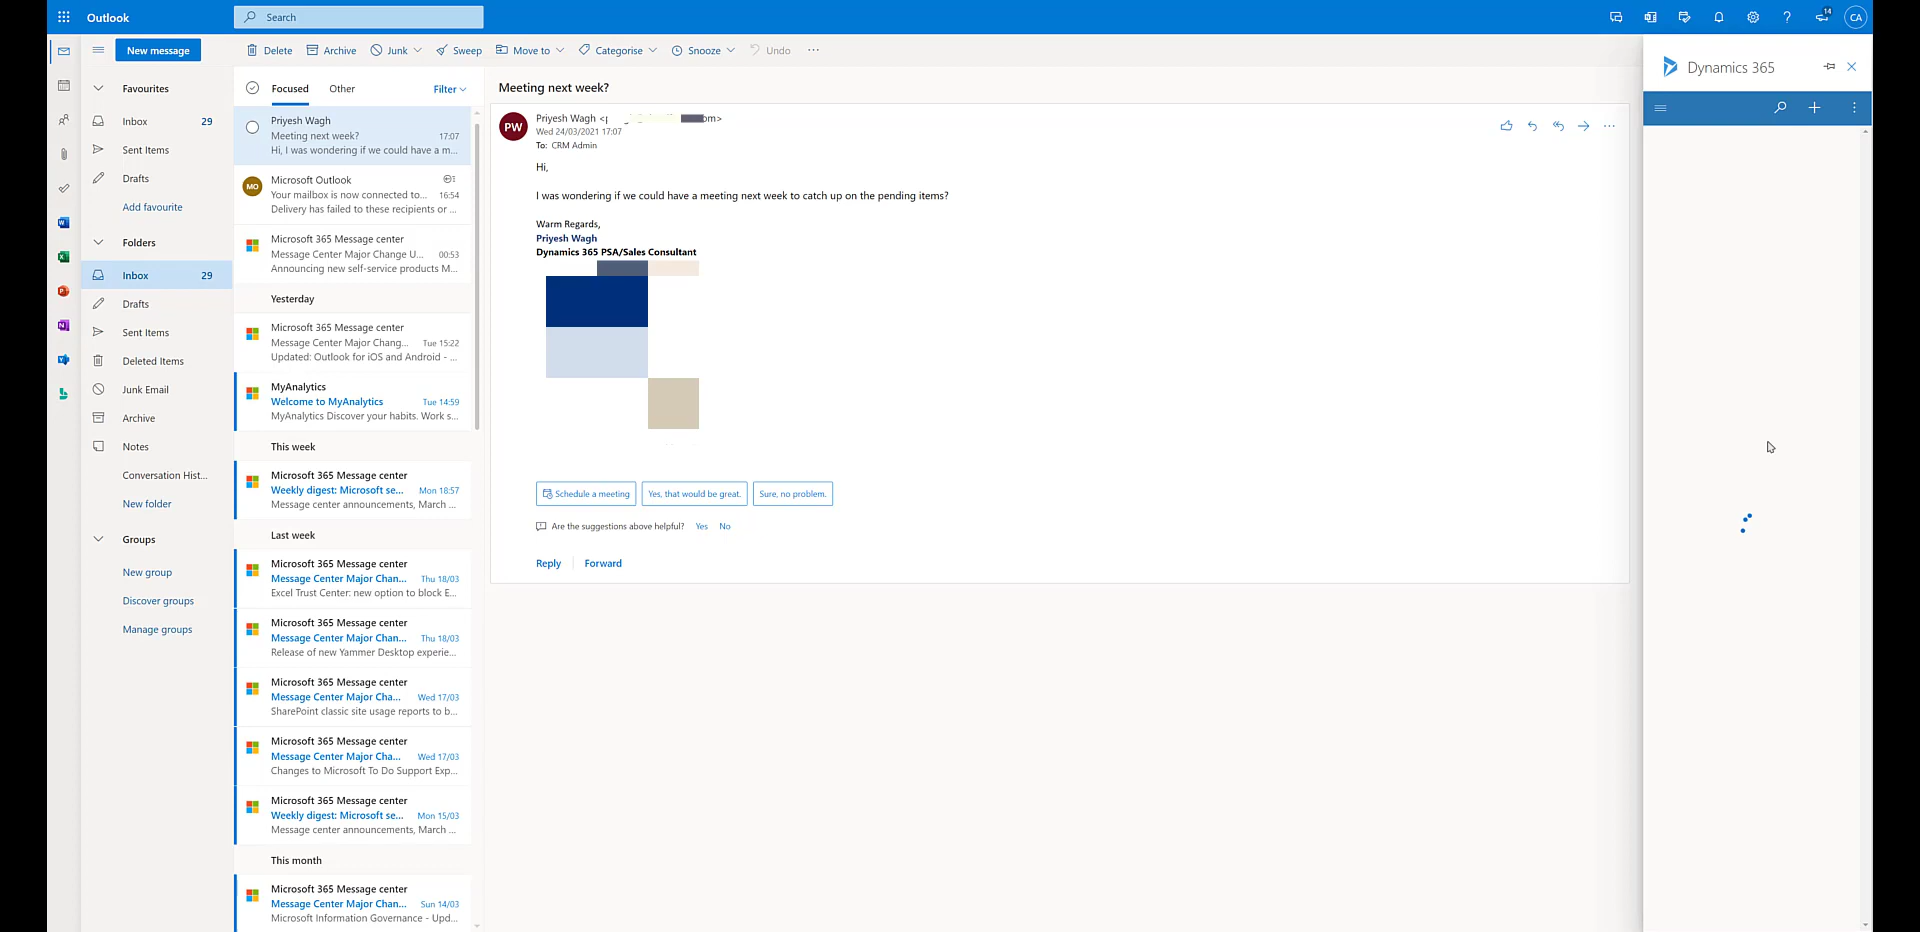 Outlook
Search
14
CA
New message
Delete
Archive
Junk
Sweep
Move to
Categorise
Snooze
Undo
Favourites
Inbox 29
Sent Items
Drafts
Add favourite
Folders
Inbox 29
Drafts
Sent Items
Deleted Items
Junk Email
Archive
Notes
Conversation Hist...
New folder
Groups
New group
Discover groups
Manage groups
Focused
Other
Filter
Priyesh Wagh
Meeting next week? 17:07
Hi, I was wondering if we could have a m...
MO
Microsoft Outlook
Your mailbox is now connected to... 16:54
Delivery has failed to these recipients or ...
Microsoft 365 Message center
Message Center Major Change U... 00:53
Announcing new self-service products M...
Yesterday
Microsoft 365 Message center
Message Center Major Chang... Tue 15:22
Updated: Outlook for iOS and Android - ...
MyAnalytics
Welcome to MyAnalytics Tue 14:59
MyAnalytics Discover your habits. Work s...
This week
Microsoft 365 Message center
Weekly digest: Microsoft se... Mon 18:57
Message center announcements, March ...
Last week
Microsoft 365 Message center
Message Center Major Chan... Thu 18/03
Excel Trust Center: new option to block E...
Microsoft 365 Message center
Message Center Major Chan... Thu 18/03
Release of new Yammer Desktop experie...
Microsoft 365 Message center
Message Center Major Cha... Wed 17/03
SharePoint classic site usage reports to b...
Microsoft 365 Message center
Message Center Major Cha... Wed 17/03
Changes to Microsoft To Do Support Exp...
Microsoft 365 Message center
Weekly digest: Microsoft se... Mon 15/03
Message center announcements, March ...
This month
Microsoft 365 Message center
Message Center Major Chan... Sun 14/03
Microsoft Information Governance - Upd...
Meeting next week?
PW
Priyesh Wagh
Wed 24/03/2021 17:07
To: CRM Admin
Hi,
I was wondering if we could have a meeting next week to catch up on the pending items?
Warm Regards,
Priyesh Wagh
Dynamics 365 PSA/Sales Consultant
Schedule a meeting
Yes, that would be great.
Sure, no problem.
Are the suggestions above helpful? Yes No
Reply
Forward
Dynamics 365